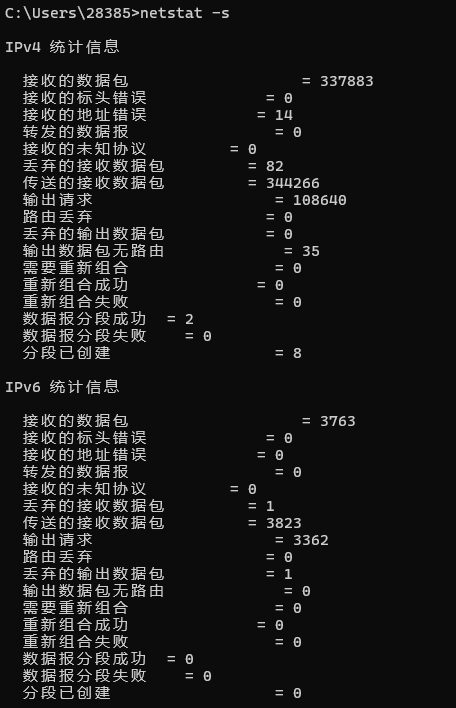 C:\Users\28385>netstat -s
IPv4 统计信息
接收的数据包 = 337883
接收的标头错误 = 0
接收的地址错误 = 14
转发的数据报 = 0
接收的未知协议 = 0
丢弃的接收数据包 = 82
传送的接收数据包 = 344266
输出请求 = 108640
路由丢弃 = 0
丢弃的输出数据包 = 0
输出数据包无路由 = 35
需要重新组合 = 0
重新组合成功 = 0
重新组合失败 = 0
数据报分段成功 = 2
数据报分段失败 = 0
分段已创建 = 8
IPv6 统计信息
接收的数据包 = 3763
接收的标头错误 = 0
接收的地址错误 = 0
转发的数据报 = 0
接收的未知协议 = 0
丢弃的接收数据包 = 1
传送的接收数据包 = 3823
输出请求 = 3362
路由丢弃 = 0
丢弃的输出数据包 = 1
输出数据包无路由 = 0
需要重新组合 = 0
重新组合成功 = 0
重新组合失败 = 0
数据报分段成功 = 0
数据报分段失败 = 0
分段已创建 = 0